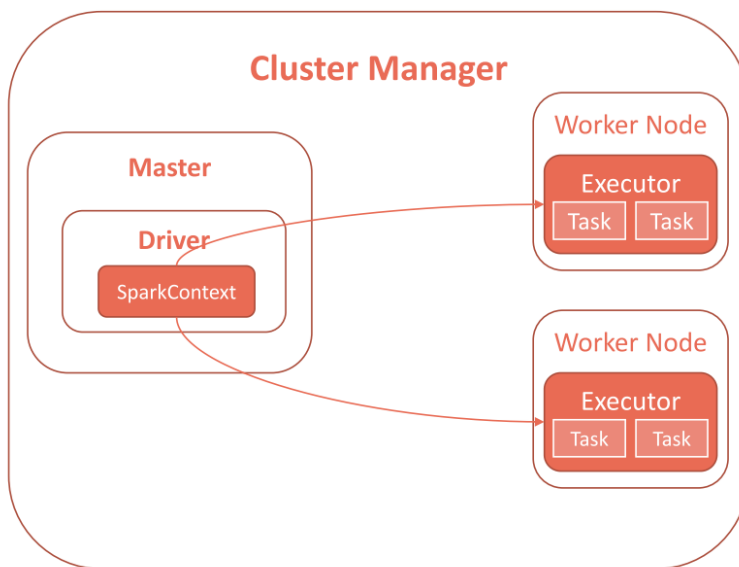 Cluster Manager
Master
Driver
SparkContext
Worker Node
Executor
Task Task
Worker Node
Executor
Task Task